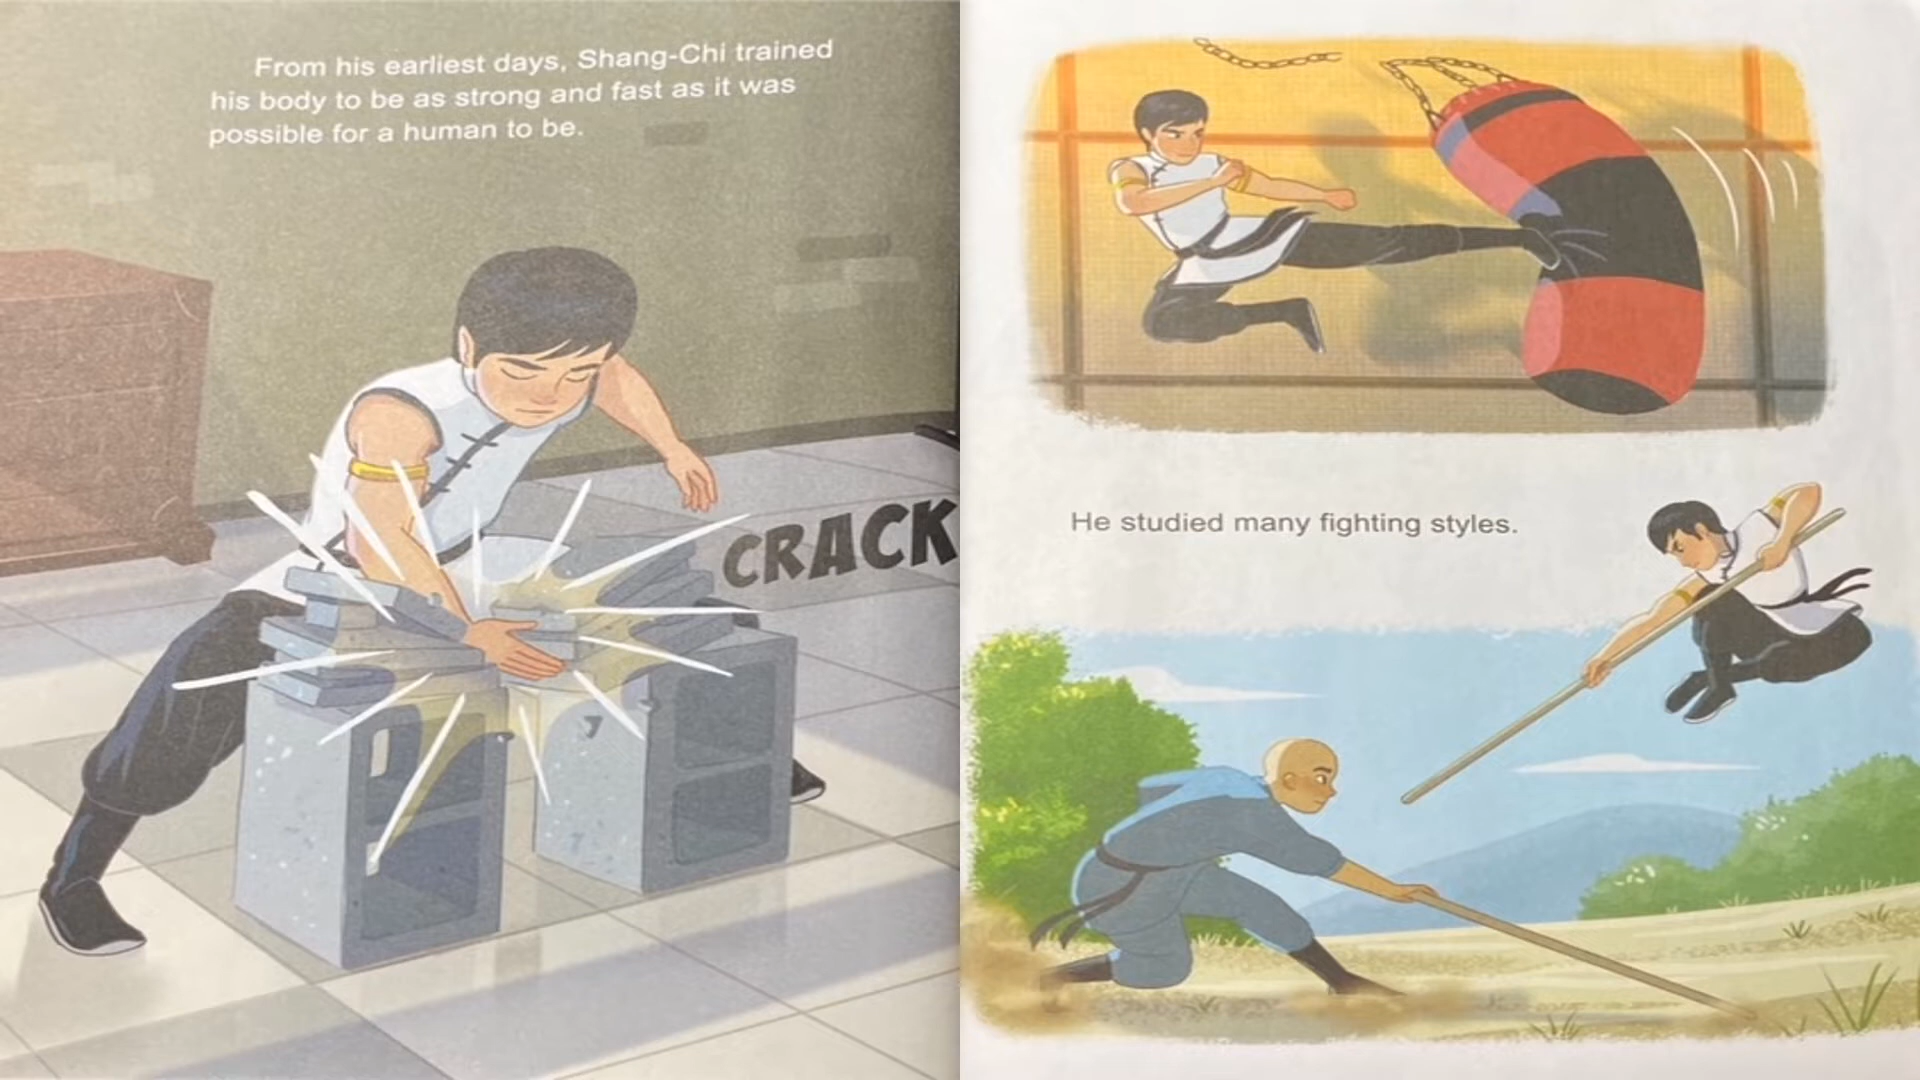 From his earliest days, Shang-Chi trained
his body to be as strong and fast as it was
possible for a human to be.
CRACK
He studied many fighting styles.